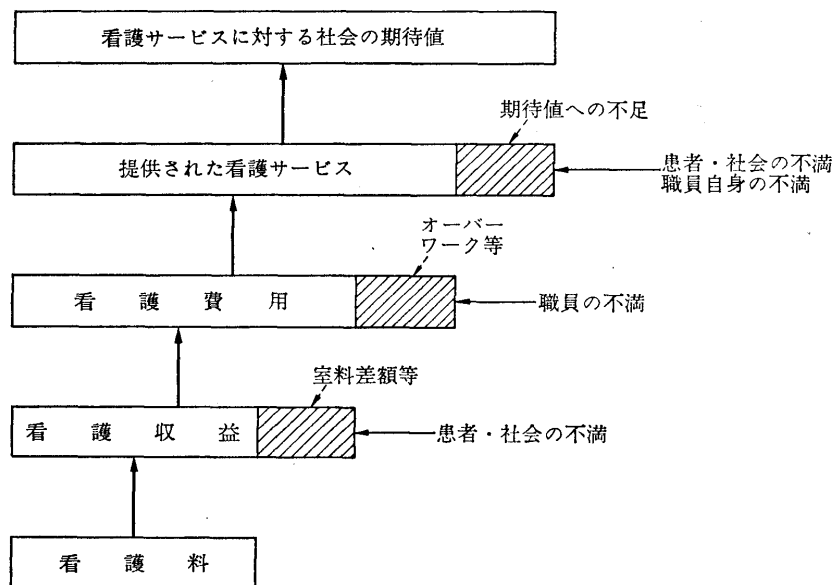 看護サービスに対する社会の期待値
期待値への不足
提供された看護サービス
患者・社会の不満
職員自身の不満
オーバー
ワーク等
看護費用
職員の不満
室料差額等
看護収益
患者・社会の不満
看護料